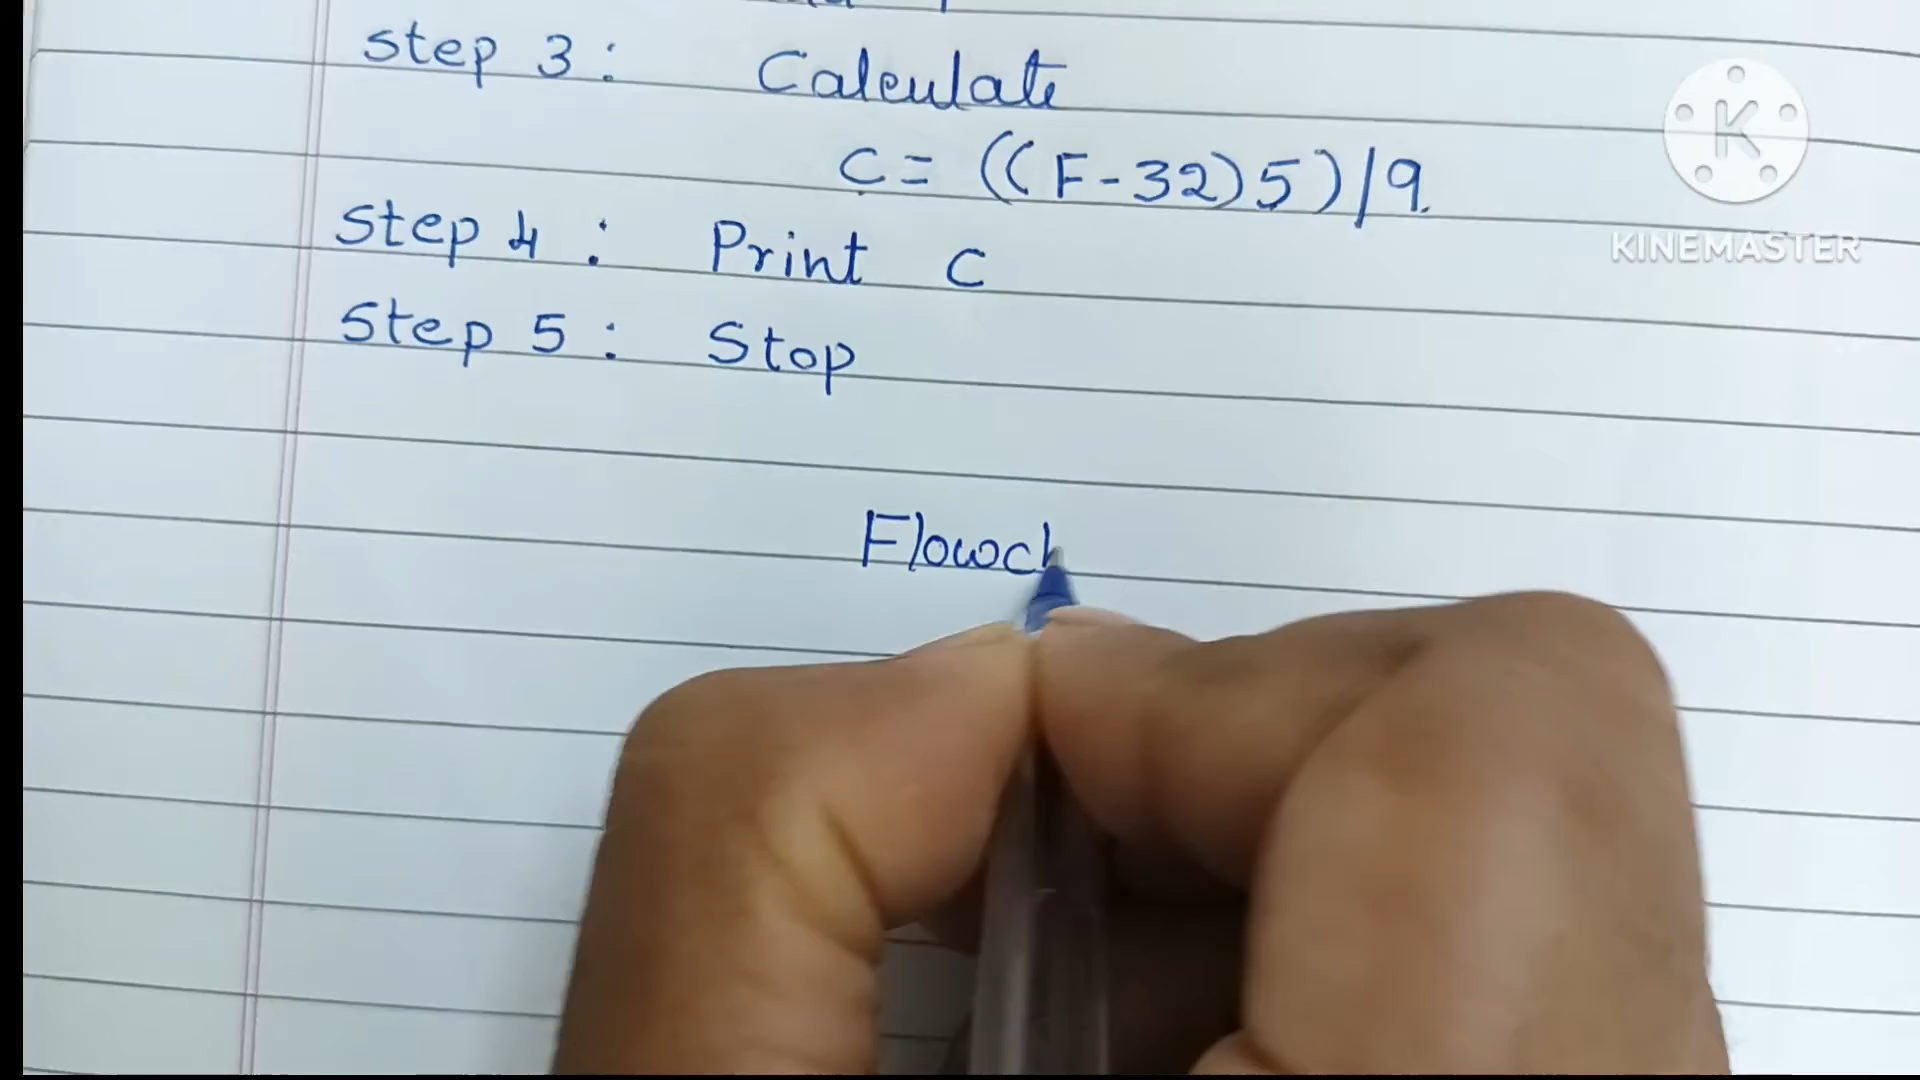 Step 3 : Calculate
C = ((F-32)5)/9.
Step 4 : Print C
Step 5 : Stop
Flowch
K
KINEMASTER